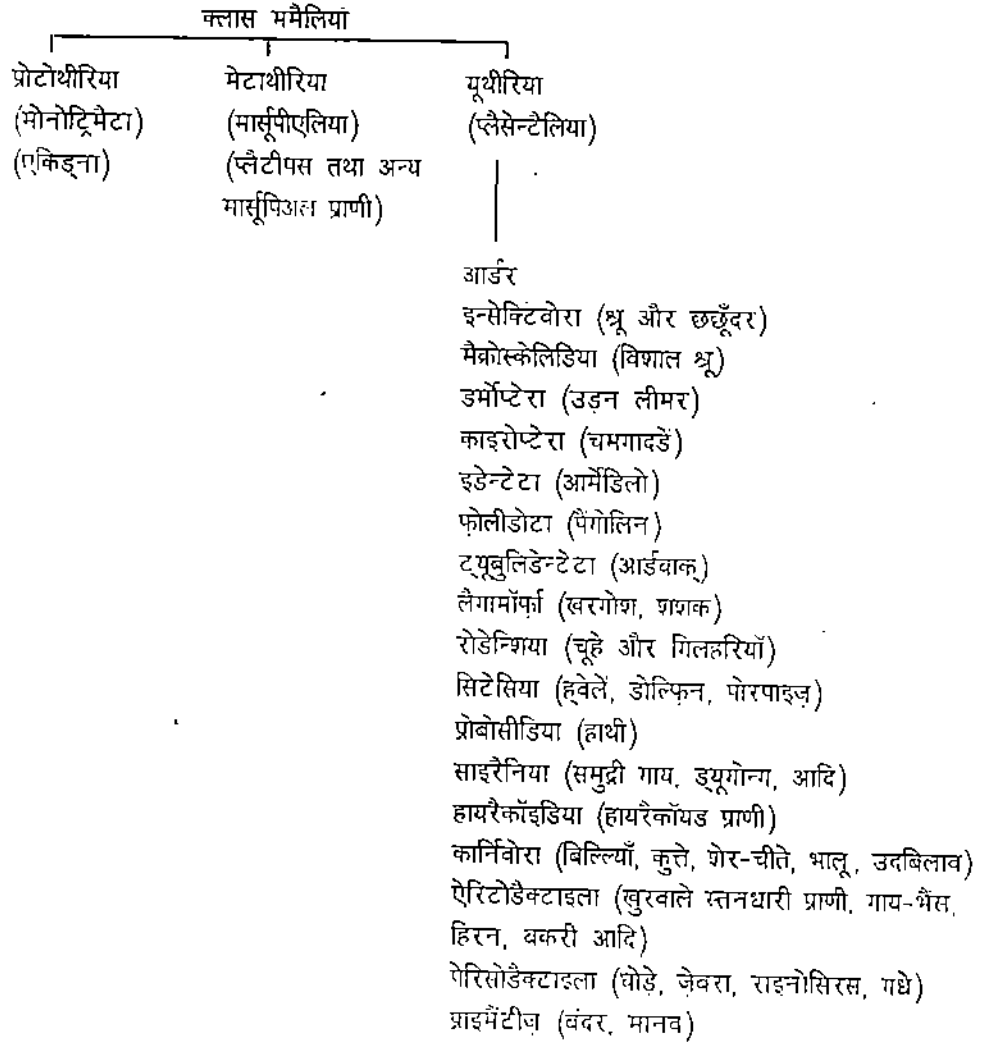 क्लास ममैलिया
प्रोटोथीरिया मेटाथीरिया यूथीरिया
(मोनोट्रिमैटा) (मार्सूपीएलिया) (प्लैसेन्टैलिया)
(एकिड्ना) (प्लैटीपस तथा अन्य
मार्सूपिअल प्राणी)
आर्डर
इन्सेक्टिवोरा (श्रू और छछूँदर)
मैक्रोस्केलिडिया (विशाल श्रू)
डर्मोप्टेरा (उड़न लीमर)
काइरोप्टेरा (चमगादडें)
इडेन्टेटा (आर्मेडिलो)
फ़ोलीडोटा (पैंगोलिन)
ट्यूबुलिडेन्टेटा (आर्डवाक्)
लैगामॉर्फ़ा (खरगोश, शशक)
रोडेन्शिया (चूहे और गिलहरियाँ)
सिटेसिया (ह्वेलें, डोल्फ़िन, पोरपाइज़)
प्रोबोसीडिया (हाथी)
साइरैनिया (समुद्री गाय, ड्यूगोन्ग, आदि)
हायरैकॉइडिया (हायरैकॉयड प्राणी)
कार्निवोरा (बिल्ल्याँ, कुत्ते, शेर-चीते, भालू, उदबिलाव)
ऐरिटोडैक्टाइला (खुरवाले स्तनधारी प्राणी, गाय-भैंस,
हिरन, बकरी आदि)
पेरिसोडैक्टाइला (घोड़े, ज़ेबरा, राइनोसिरस, गधे)
प्राइमैंटीज़ (बंदर, मानव)